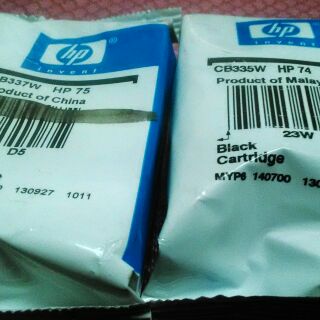 hp
invent
CB337W HP 75
Product of China
D5
130927 1011
hp
invent
CB335W HP 74
Product of Malay
23W
Black
Cartridge
MYP6 140700 130